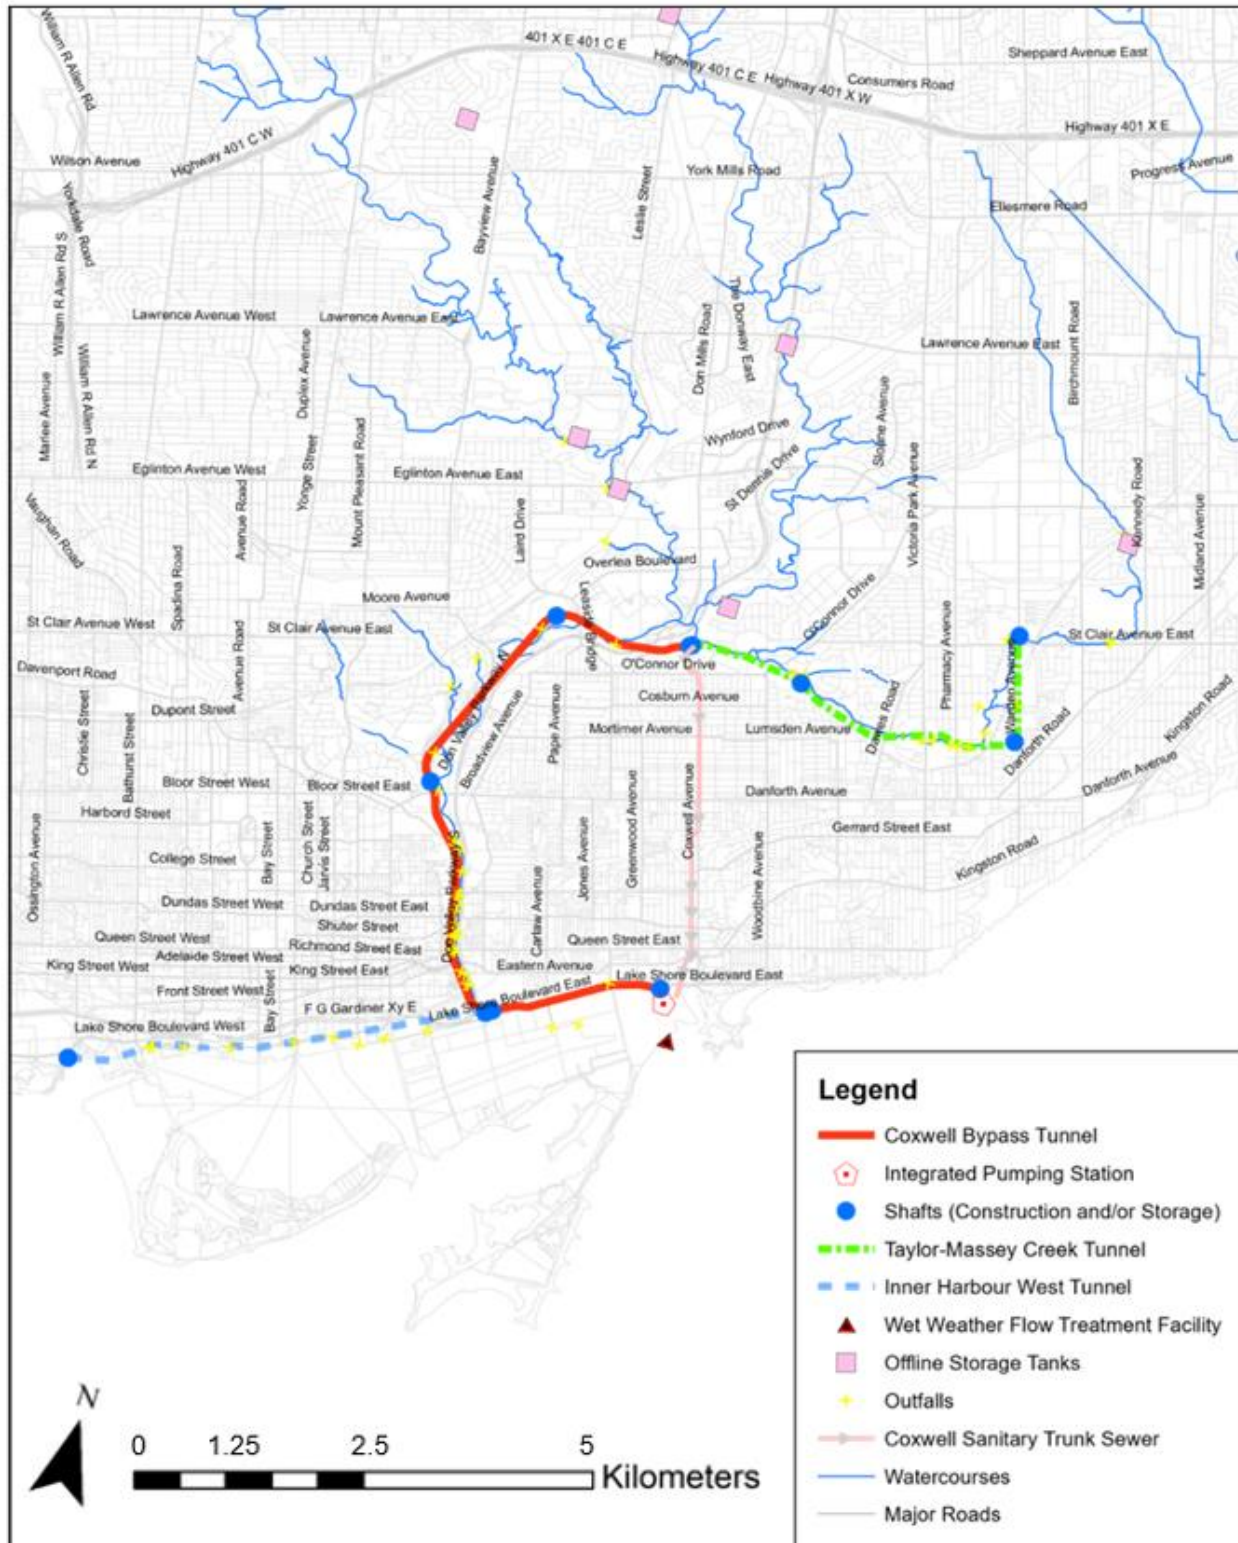 William R Allen Rd
401 X E 401 C E
Highway 401 C E
Highway 401 X W
Consumers Road
Sheppard Avenue East
Highway 401 X E
Highway 401 C W
Wilson Avenue
Yorkdale Road
York Mills Road
Progress Avenue
Ellesmere Road
Bayview Avenue
Leslie Street
William R Allen Rd S
Lawrence Avenue West
Lawrence Avenue East
The Donway East
Don Mills Road
Lawrence Avenue East
Birchmount Road
Marlee Avenue
William R Allen Rd N
Duplex Avenue
Yonge Street
Mount Pleasant Road
Wynford Drive
Sloane Avenue
St Dennis Drive
Victoria Park Avenue
Kennedy Road
Midland Avenue
Eglinton Avenue West
Eglinton Avenue East
Vaughan Road
Avenue Road
Laird Drive
Overlea Boulevard
Spadina Road
Moore Avenue
Leaside Bridge
O'Connor Drive
St Clair Avenue West
St Clair Avenue East
Avenue Road
O'Connor Drive
Pharmacy Avenue
Warden Avenue
St Clair Avenue East
Davenport Road
Dupont Street
Christie Street
Bathurst Street
Don Valley Parkway N
Broadview Avenue
Pape Avenue
Cosburn Avenue
Mortimer Avenue
Lumsden Avenue
Dawes Road
Danforth Road
Kingston Road
Bloor Street West
Bloor Street East
Danforth Avenue
Danforth Avenue
Harbord Street
Ossington Avenue
College Street
Bay Street
Church Street
Jarvis Street
Jones Avenue
Greenwood Avenue
Coxwell Avenue
Gerrard Street East
Kingston Road
Woodbine Avenue
Dundas Street West
Dundas Street East
Shuter Street
Don Valley Parkway S
Carlaw Avenue
Queen Street West
Richmond Street East
Queen Street East
Adelaide Street West
King Street West
King Street East
Eastern Avenue
Lake Shore Boulevard East
Front Street West
Bay Street
F G Gardiner Xy E
Lake Shore Boulevard East
Lake Shore Boulevard West
Legend
Coxwell Bypass Tunnel
Integrated Pumping Station
Shafts (Construction and/or Storage)
Taylor-Massey Creek Tunnel
Inner Harbour West Tunnel
Wet Weather Flow Treatment Facility
Offline Storage Tanks
Outfalls
Coxwell Sanitary Trunk Sewer
Watercourses
Major Roads
N
0 1.25 2.5 5
Kilometers